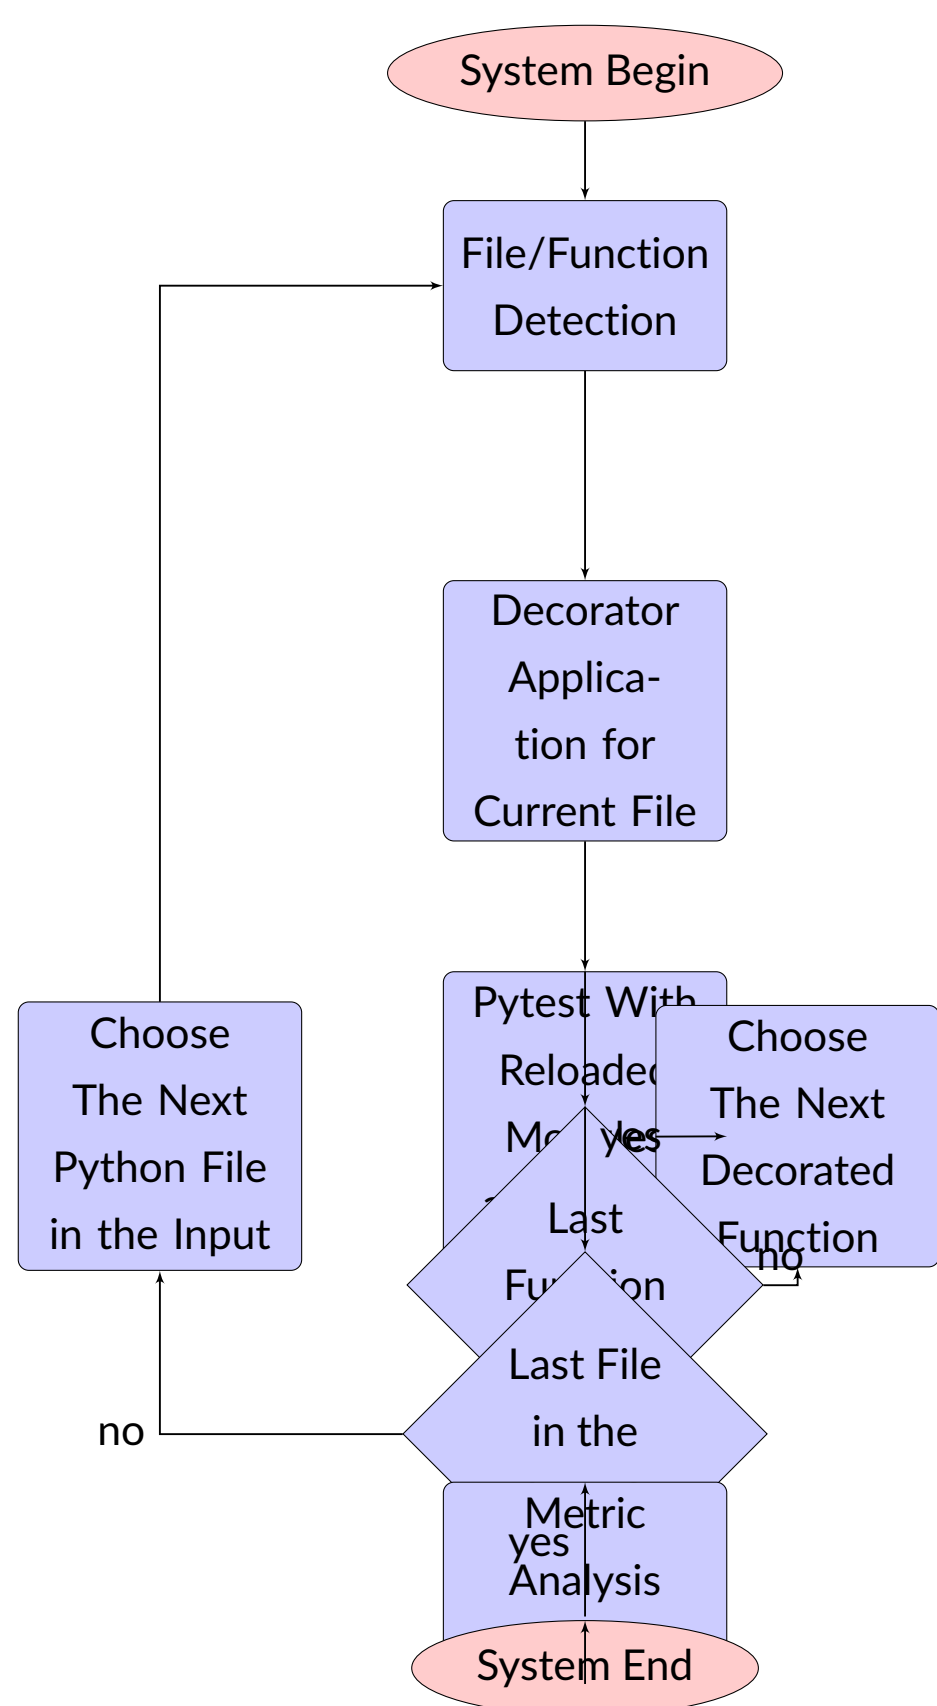 System Begin
File/Function
Detection
Decorator
Applica-
tion for
Current File
Pytest With
Reloaded
Choose
The Next
Decorated
Function
Choose
The Next
Python File
in the Input
yes
Last
Function
no
Last File
in the
no
Metric
yes
Analysis
System End